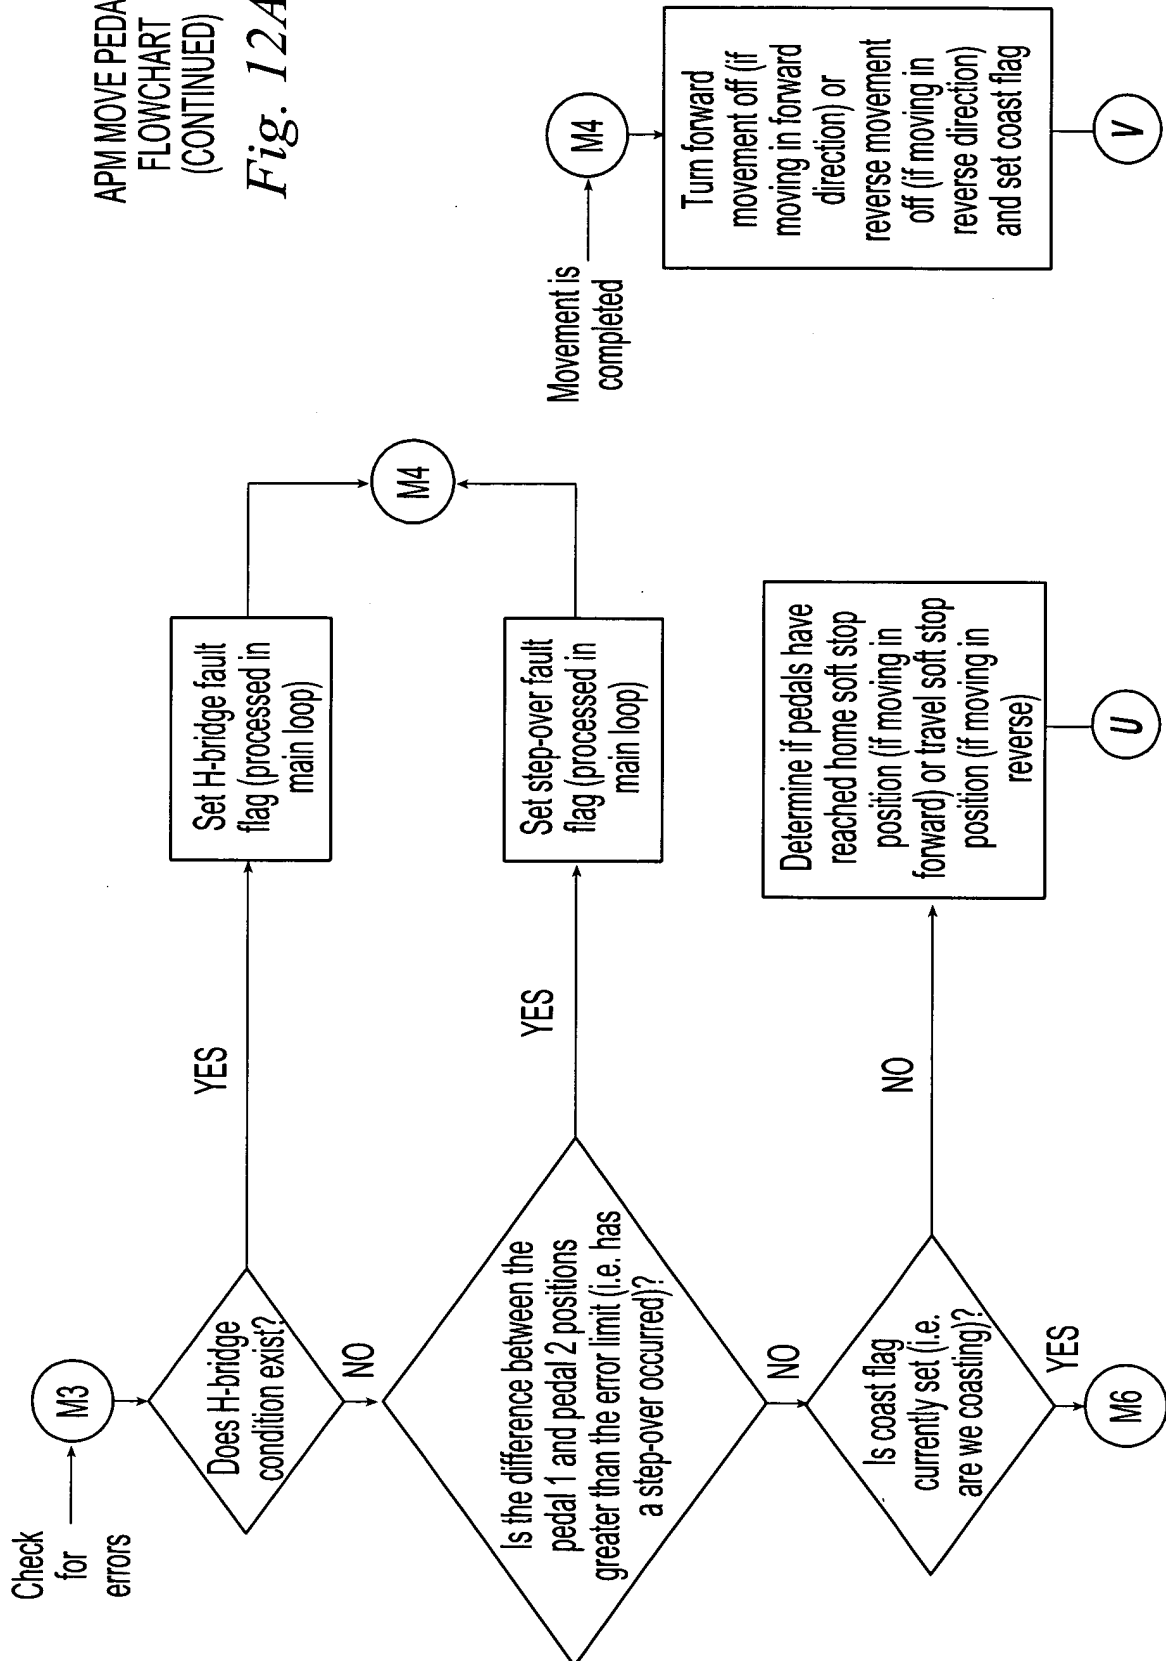 APM MOVE PEDA
FLOWCHART
(CONTINUED)
Fig. 12A
Check
for
errors
M3
Does H-bridge
condition exist?
YES
NO
Set H-bridge fault
flag (processed in
main loop)
M4
Is the difference between the
pedal 1 and pedal 2 positions
greater than the error limit (i.e. has
a step-over occurred)?
YES
NO
Set step-over fault
flag (processed in
main loop)
Is coast flag
currently set (i.e.
are we coasting)?
NO
YES
M6
Determine if pedals have
reached home soft stop
position (if moving in
forward) or travel soft stop
position (if moving in
reverse)
U
Movement is
completed
M4
Turn forward
movement off (if
moving in forward
direction) or
reverse movement
off (if moving in
reverse direction)
and set coast flag
V